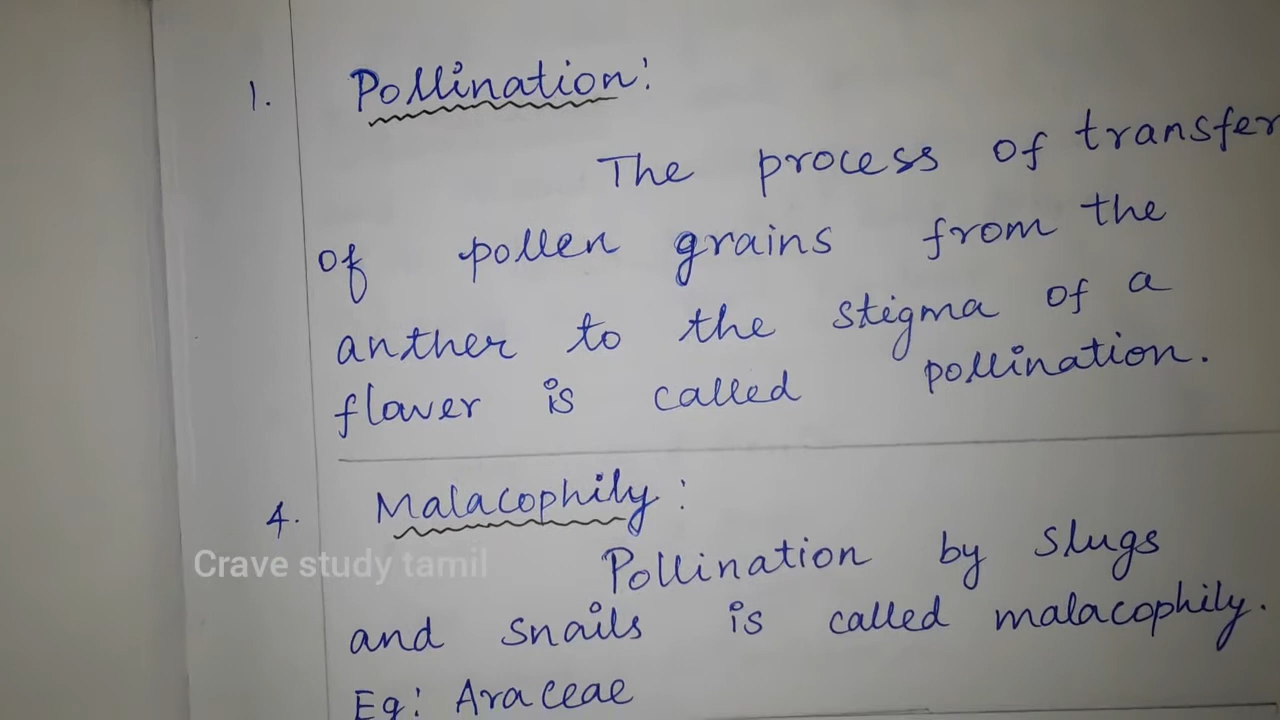 1. Pollination:
The process of transfer
of pollen grains from the
anther to the stigma of a
flower is called pollination.
4. Malacophily:
Crave study tamil
Pollination by slugs
and snails is called malacophily.
Eg: Araceae